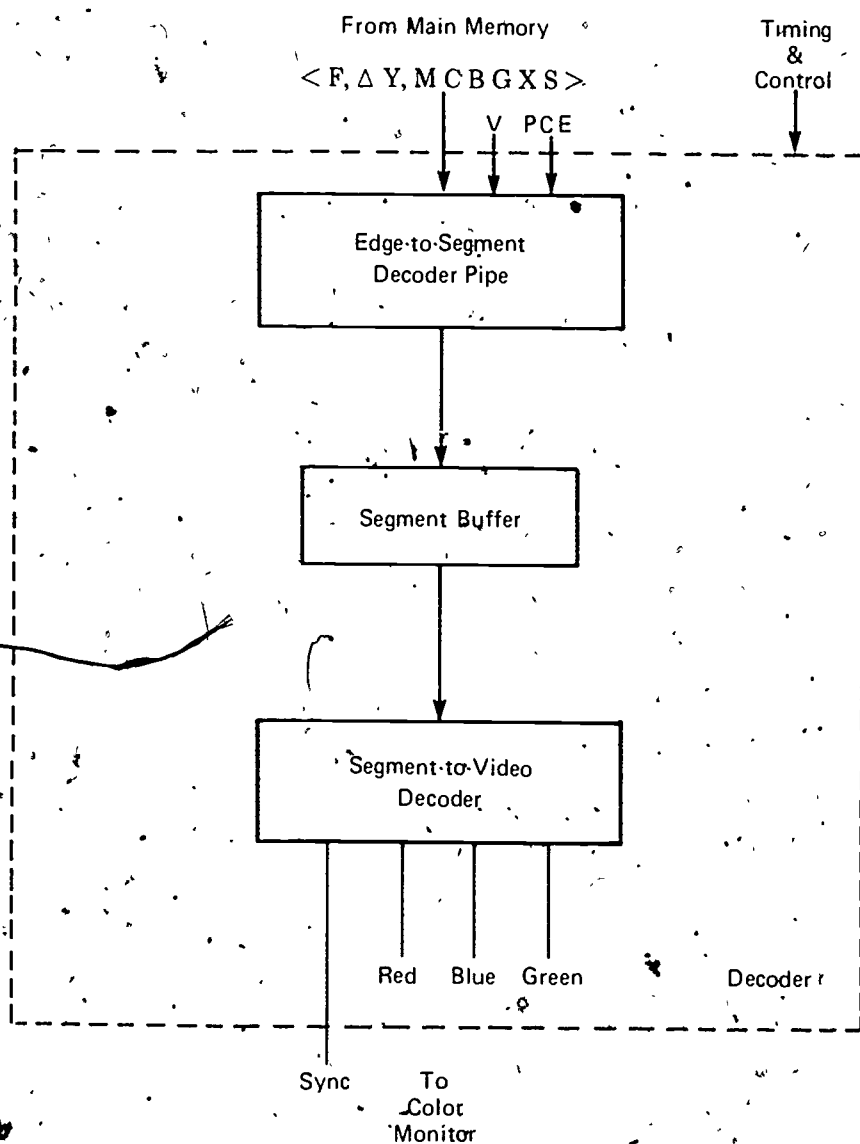 From Main Memory
Timing
&
Control
< F, Δ Y, M C B G X S >
V PCE
Edge-to-Segment
Decoder Pipe
Segment Buffer
Segment-to-Video
Decoder
Red Blue Green
Decoder
Sync
To
Color
Monitor